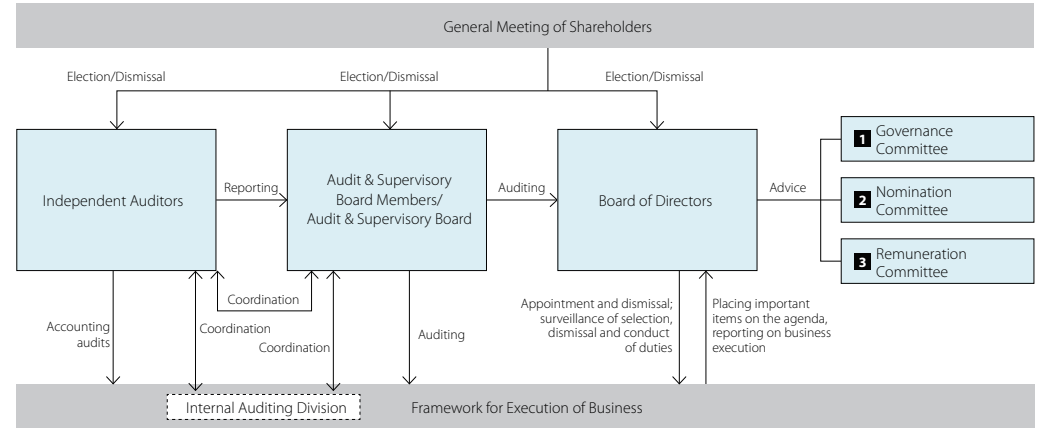 General Meeting of Shareholders
Election/Dismissal
Election/Dismissal
Election/Dismissal
Independent Auditors
Reporting
Audit & Supervisory
Board Members/
Audit & Supervisory Board
Auditing
Board of Directors
Advice
1 Governance
Committee
2 Nomination
Committee
3 Remuneration
Committee
Accounting
audits
Coordination
Coordination
Coordination
Auditing
Appointment and dismissal;
surveillance of selection,
dismissal and conduct
of duties
Placing important
items on the agenda,
reporting on business
execution
Internal Auditing Division
Framework for Execution of Business